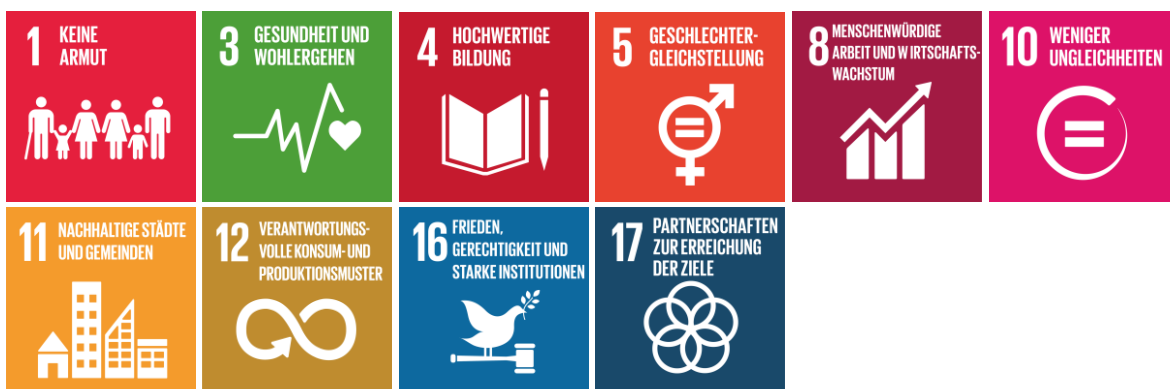 1 KEINE
ARMUT
3 GESUNDHEIT UND
WOHLERGEHEN
4 HOCHWERTIGE
BILDUNG
5 GESCHLECHTER-
GLEICHSTELLUNG
8 MENSCHENWÜRDIGE
ARBEIT UND WIRTSCHAFTS-
WACHSTUM
10 WENIGER
UNGLEICHHEITEN
11 NACHHALTIGE STÄDTE
UND GEMEINDEN
12 VERANTWORTUNGS-
VOLLE KONSUM- UND
PRODUKTIONSMUSTER
16 FRIEDEN,
GERECHTIGKEIT UND
STARKE INSTITUTIONEN
17 PARTNERSCHAFTEN
ZUR ERREICHUNG
DER ZIELE